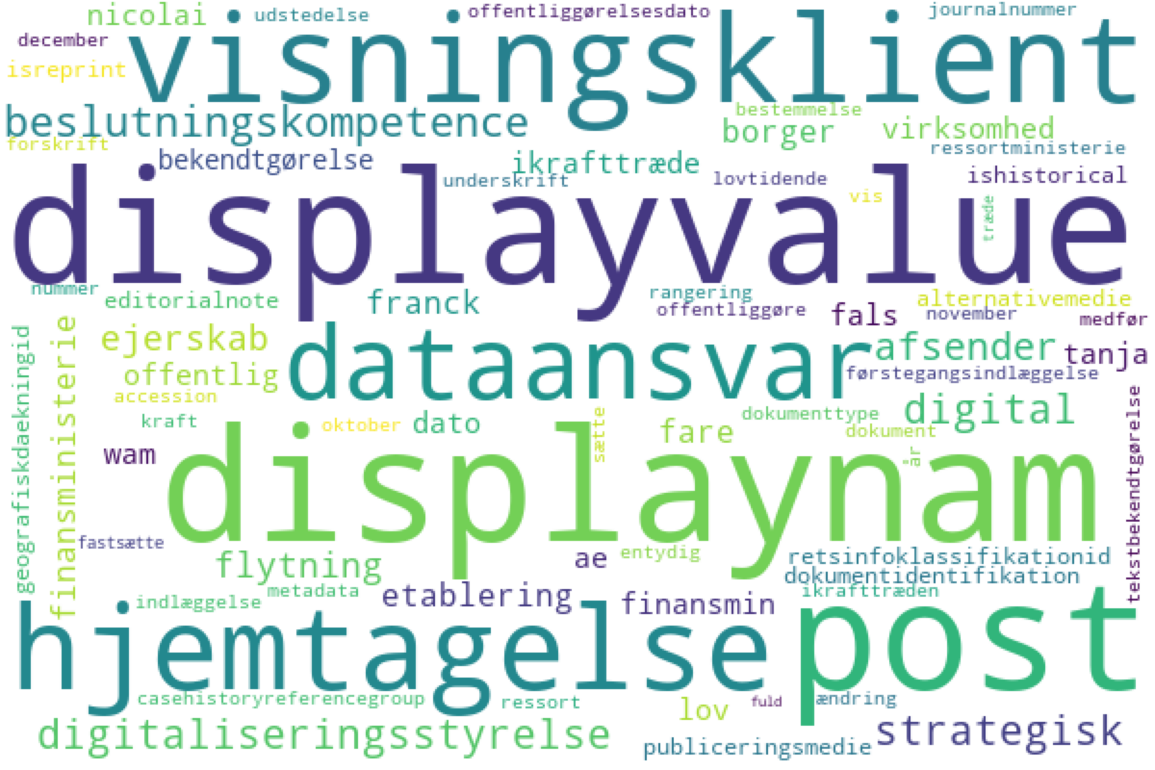 nicolai
udstedelse
offentliggørelsesdato
journalnummer
december
visningsklient
isreprint
beslutningskompetence
bestemmelse
borger
virksomhed
forskrift
bekendtgørelse
ikrafttræde
ressortministerie
underskrift
lovtidende
ishistorical
vis
træde
displayvalue
nummer
editorialnote
franck
rangering
offentliggøre
fals
alternativemedie
november
medfør
geografiskdaekningid
finansministerie
ejerskab
dataansvar
afsender
tanja
offentlig
førstegangsindlæggelse
accession
tekstbekendtgørelse
kraft
oktober
dato
sætte
fare
dokumenttype
digital
dokument
år
wam
displaynam
fastsætte
flytning
ae
entydig
retsinfoklassifikationid
dokumentidentifikation
metadata
indlæggelse
etablering
finansmin
ikrafttræden
hjemtagelse
post
casehistoryreferencegroup
ressort
lov
fuld
ændring
digitaliseringsstyrelse
publiceringsmedie
strategisk